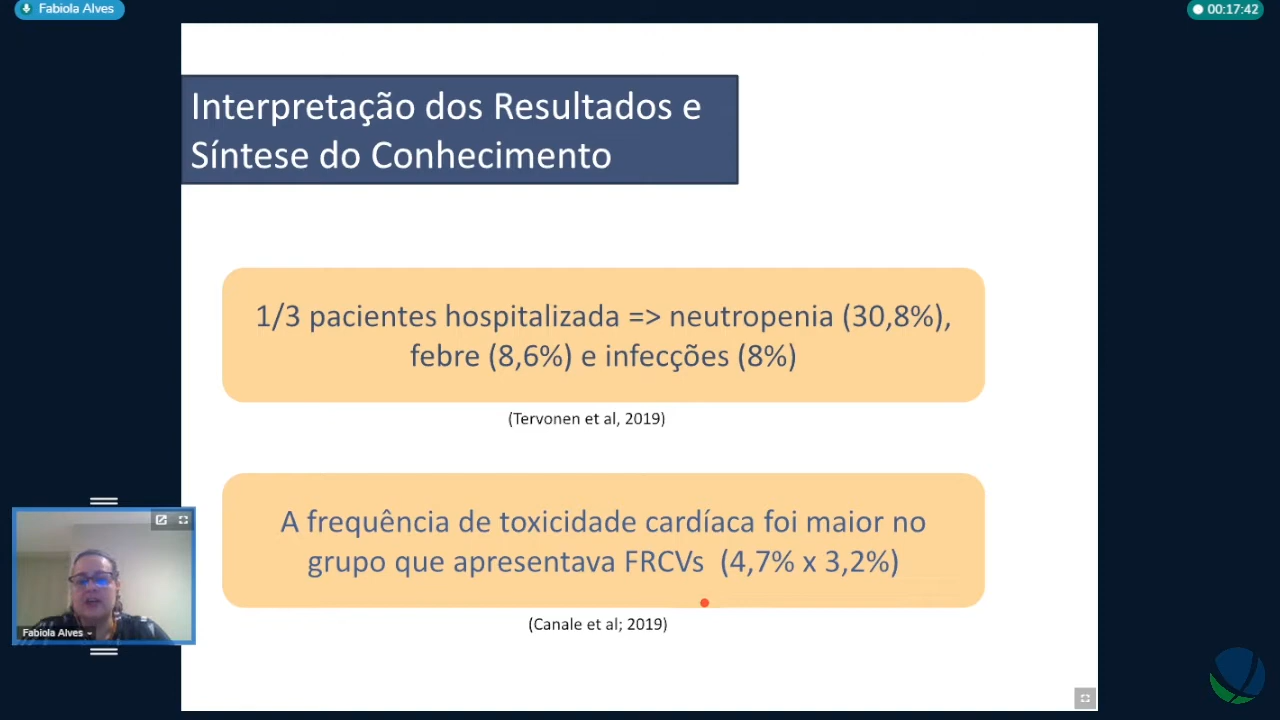 Fabiola Alves
00:17:42
Interpretação dos Resultados e
Síntese do Conhecimento
1/3 pacientes hospitalizada => neutropenia (30,8%),
febre (8,6%) e infecções (8%)
(Tervonen et al, 2019)
A frequência de toxicidade cardíaca foi maior no
grupo que apresentava FRCVs (4,7% x 3,2%)
(Canale et al; 2019)
Fabiola Alves